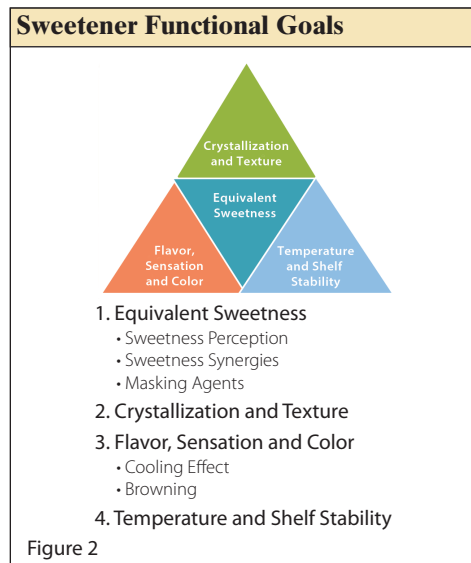 Sweetener Functional Goals
Crystallization
and Texture
Equivalent
Sweetness
Flavor,
Sensation
and Color
Temperature
and Shelf
Stability
1. Equivalent Sweetness
• Sweetness Perception
• Sweetness Synergies
• Masking Agents
2. Crystallization and Texture
3. Flavor, Sensation and Color
• Cooling Effect
• Browning
4. Temperature and Shelf Stability
Figure 2